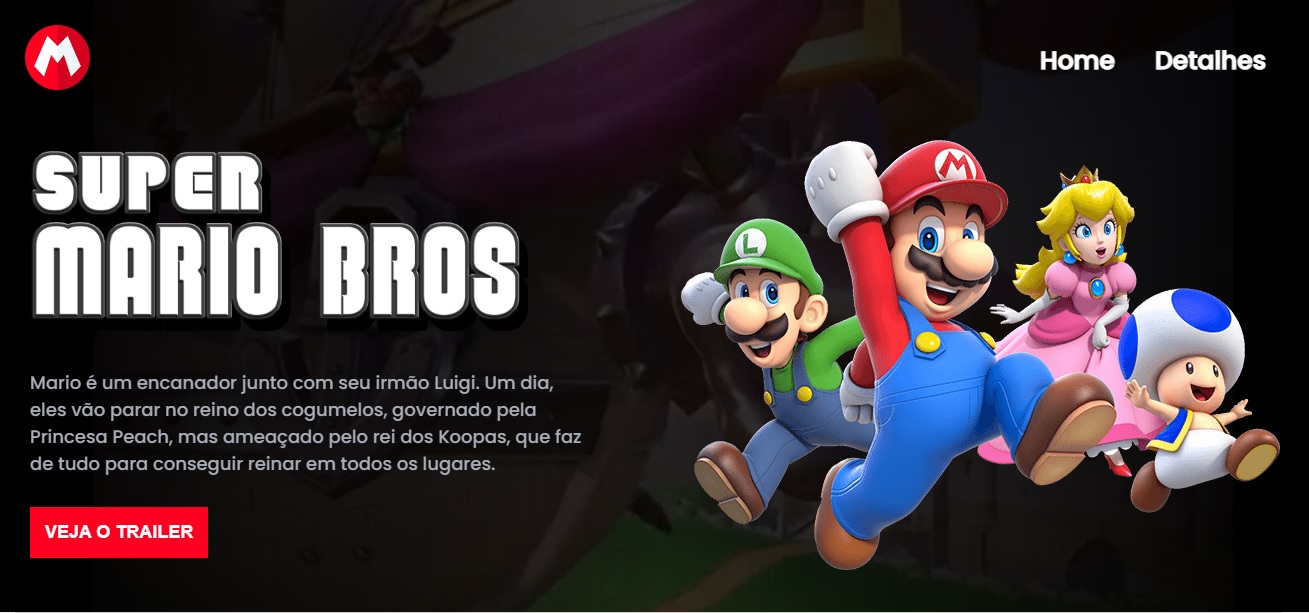 M
Home Detalhes
SUPER
MARIO BROS
M
L
Mario é um encanador junto com seu irmão Luigi. Um dia,
eles vão parar no reino dos cogumelos, governado pela
Princesa Peach, mas ameaçado pelo rei dos Koopas, que faz
de tudo para conseguir reinar em todos os lugares.
VEJA O TRAILER